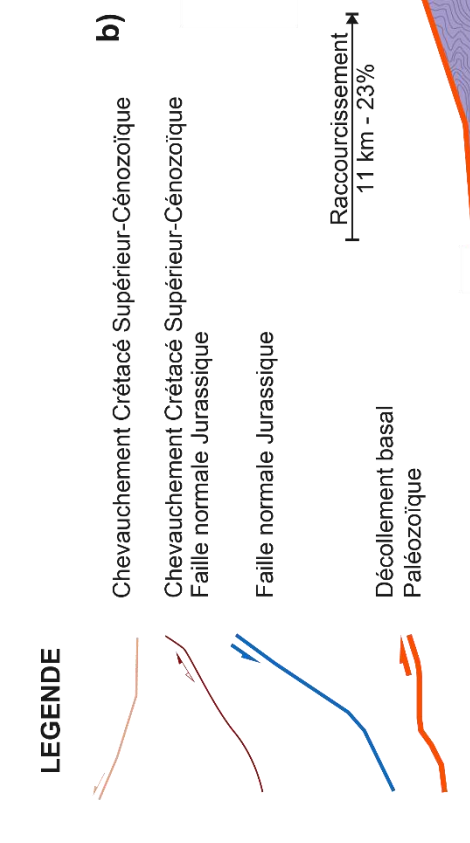 LEGENDE
Chevauchement Crétacé Supérieur-Cénozoïque
Chevauchement Crétacé Supérieur-Cénozoïque
Faille normale Jurassique
Faille normale Jurassique
Décollement basal
Paléozoïque
b)
Raccourcissement
11 km - 23%